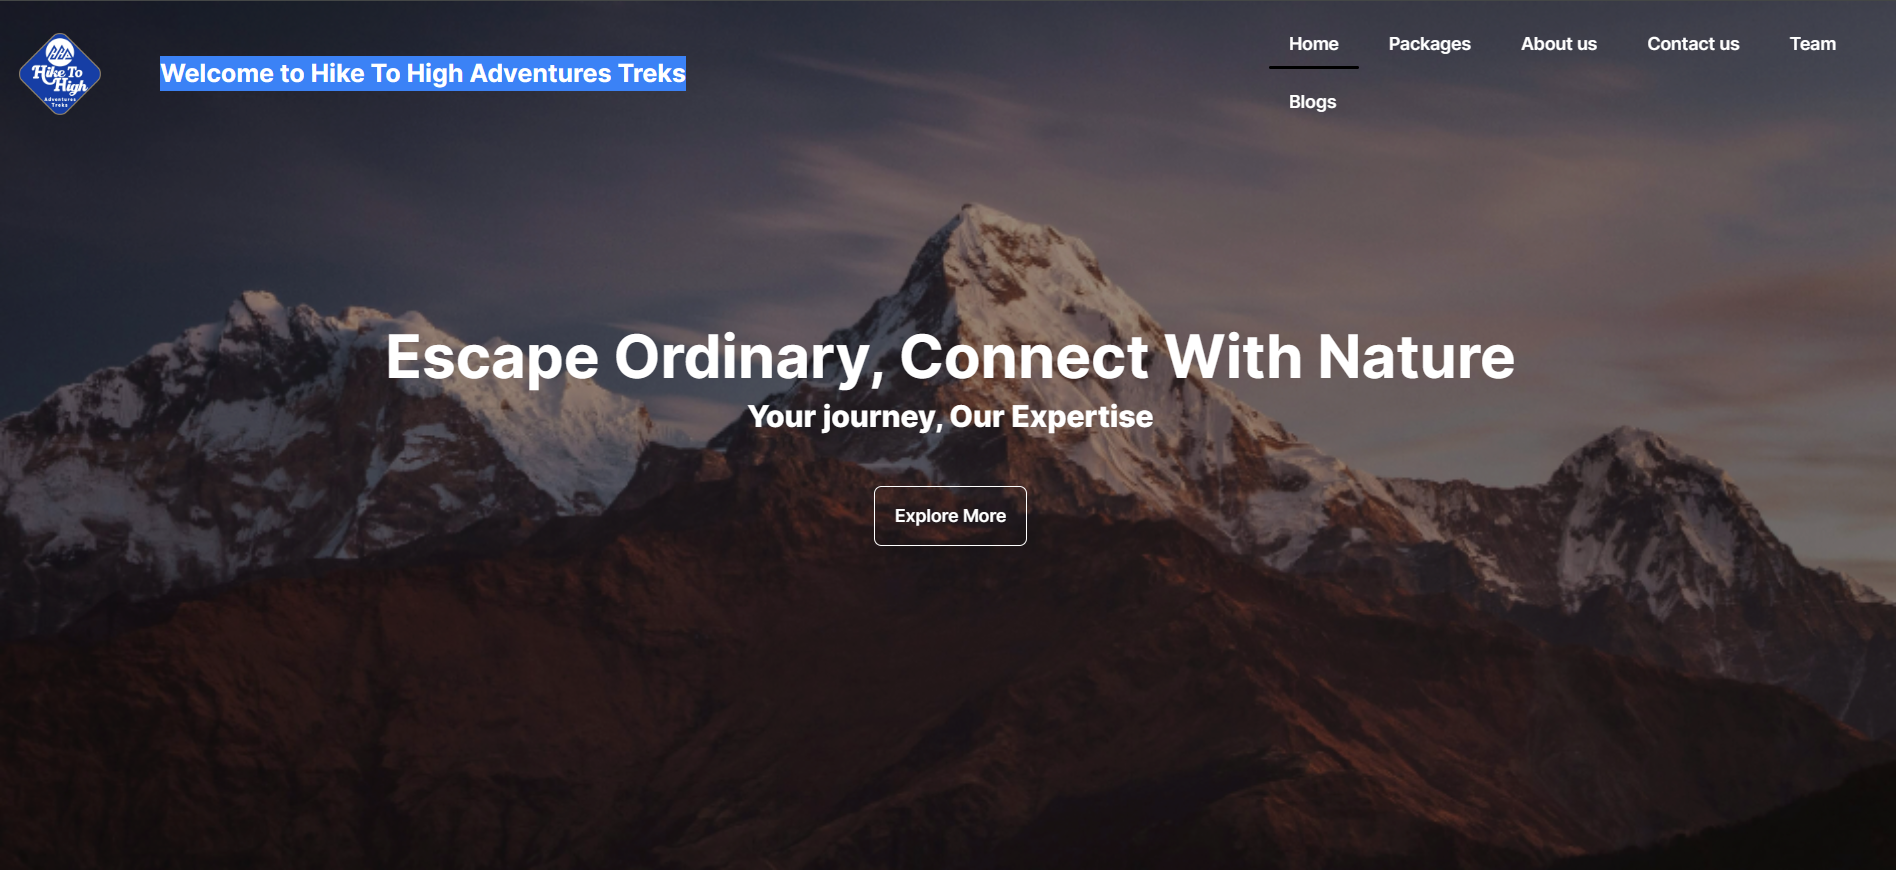 Hike To
High
Adventures
Treks
Welcome to Hike To High Adventures Treks
Home
Packages
About us
Contact us
Team
Blogs
Escape Ordinary, Connect With Nature
Your journey, Our Expertise
Explore More